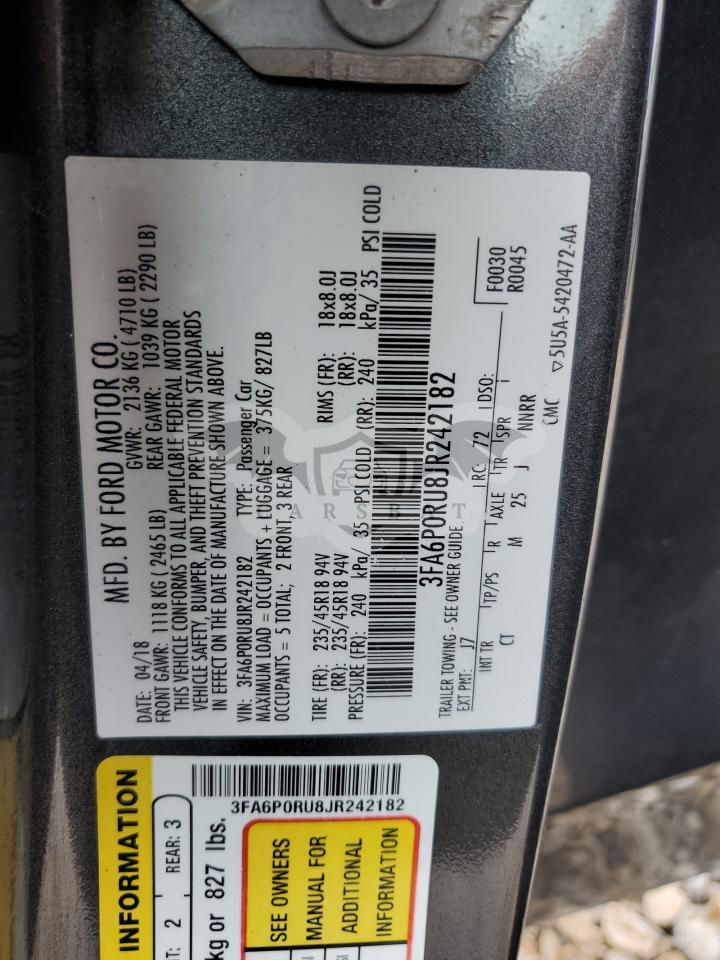 MFD. BY FORD MOTOR CO.
DATE: 04/18 GVWR: 2136 KG ( 4710 LB)
FRONT GAWR: 1118 KG ( 2465 LB) REAR GAWR: 1039 KG ( 2290 LB)
THIS VEHICLE CONFORMS TO ALL APPLICABLE FEDERAL MOTOR
VEHICLE SAFETY, BUMPER, AND THEFT PREVENTION STANDARDS
IN EFFECT ON THE DATE OF MANUFACTURE SHOWN ABOVE.
VIN: 3FA6P0RU8JR242182 TYPE: Passenger Car
MAXIMUM LOAD = OCCUPANTS + LUGGAGE = 375KG/ 827LB
OCCUPANTS = 5 TOTAL; 2 FRONT, 3 REAR
TIRE (FR): 235/45R18 94V RIMS (FR): 18x8.0J
(RR): 235/45R18 94V (RR): 18x8.0J
PRESSURE (FR): 240 kPa/ 35 PSI COLD (RR): 240 kPa/ 35 PSI COLD
3FA6P0RU8JR242182
TRAILER TOWING - SEE OWNER GUIDE
EXT PNT: J7 RC: 72 DSO:
INT TR TP/PS R AXLE TR SPR
CT M 25 J NNRR i
F0030
R0045
CMC
▽5U5A-5420472-AA
CARSBAT
INFORMATION
T: 2 REAR: 3
kg or 827 lbs.
3FA6P0RU8JR242182
SEE OWNERS
MANUAL FOR
ADDITIONAL
INFORMATION